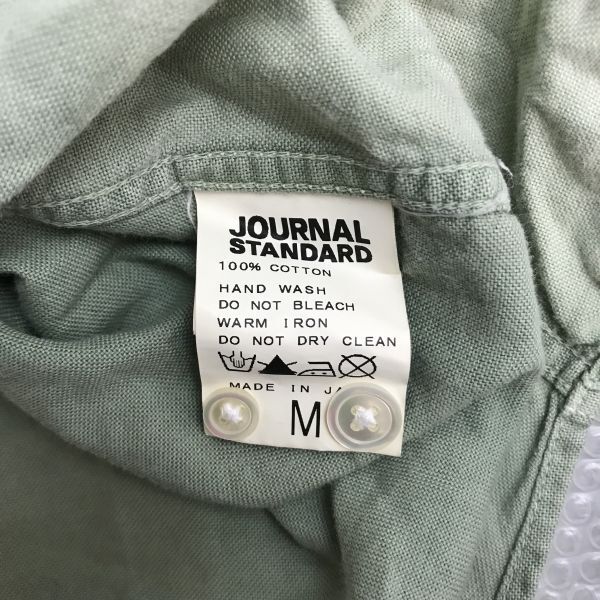 JOURNAL
STANDARD
100% COTTON
HAND WASH
DO NOT BLEACH
WARM IRON
DO NOT DRY CLEAN
MADE IN JA
M